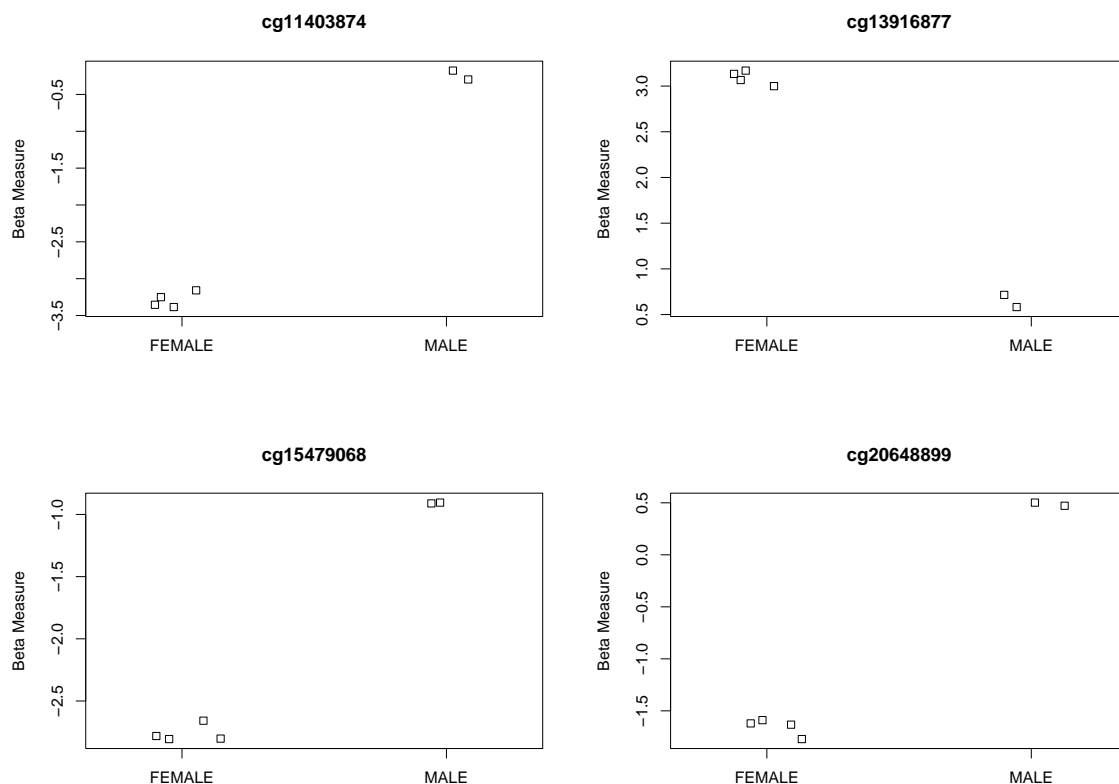 cg11403874
Beta Measure
−0.5
−1.5
−2.5
−3.5
FEMALE MALE
cg13916877
Beta Measure
3.0
2.5
2.0
1.5
1.0
0.5
FEMALE MALE
cg15479068
Beta Measure
−1.0
−1.5
−2.0
−2.5
FEMALE MALE
cg20648899
Beta Measure
0.5
0.0
−0.5
−1.0
−1.5
FEMALE MALE